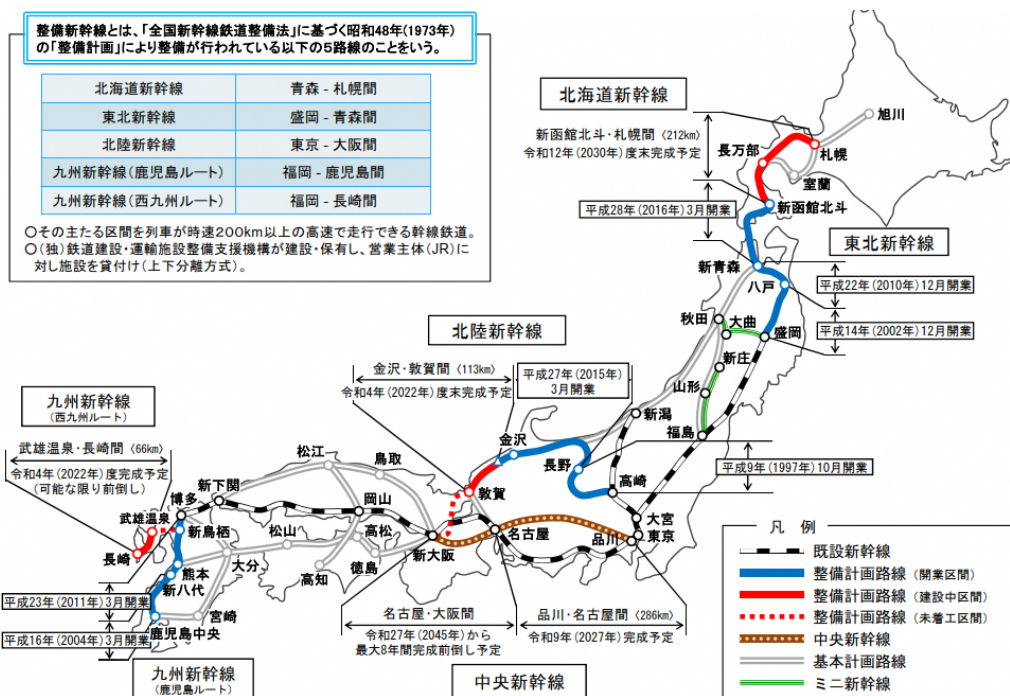 整備新幹線とは、「全国新幹線鉄道整備法」に基づく昭和48年(1973年)
の「整備計画」により整備が行われている以下の5路線のことをいう。
北海道新幹線 青森 - 札幌間
東北新幹線 盛岡 - 青森間
北陸新幹線 東京 - 大阪間
九州新幹線(鹿児島ルート) 福岡 - 鹿児島間
九州新幹線(西九州ルート) 福岡 - 長崎間
○その主たる区間を列車が時速200km以上の高速で走行できる幹線鉄道。
○(独)鉄道建設・運輸施設整備支援機構が建設・保有し、営業主体(JR)に
対し施設を貸付け(上下分離方式)。
北海道新幹線
新函館北斗・札幌間〈212km〉
令和12年(2030年)度末完成予定
旭川
長万部
札幌
室蘭
平成28年(2016年)3月開業
新函館北斗
東北新幹線
新青森
八戸
平成22年(2010年)12月開業
秋田
大曲
盛岡
平成14年(2002年)12月開業
新庄
山形
福島
新潟
北陸新幹線
金沢・敦賀間〈113km〉
令和4年(2022年)度末完成予定
平成27年(2015年)
3月開業
金沢
長野
高崎
平成9年(1997年)10月開業
敦賀
大宮
東京
品川
名古屋
新大阪
九州新幹線
(西九州ルート)
武雄温泉・長崎間〈66km〉
令和4年(2022年)度完成予定
(可能な限り前倒し)
松江
鳥取
新下関
博多
岡山
武雄温泉
新鳥栖
松山
高松
長崎
熊本
大分
高知
徳島
新八代
平成23年(2011年)3月開業
宮崎
平成16年(2004年)3月開業
鹿児島中央
九州新幹線
(鹿児島ルート)
名古屋・大阪間
令和27年(2045年)から
最大8年間完成前倒し予定
品川・名古屋間〈286km〉
令和9年(2027年)完成予定
中央新幹線
凡 例
既設新幹線
整備計画路線(開業区間)
整備計画路線(建設中区間)
整備計画路線(未着工区間)
中央新幹線
基本計画路線
ミニ新幹線